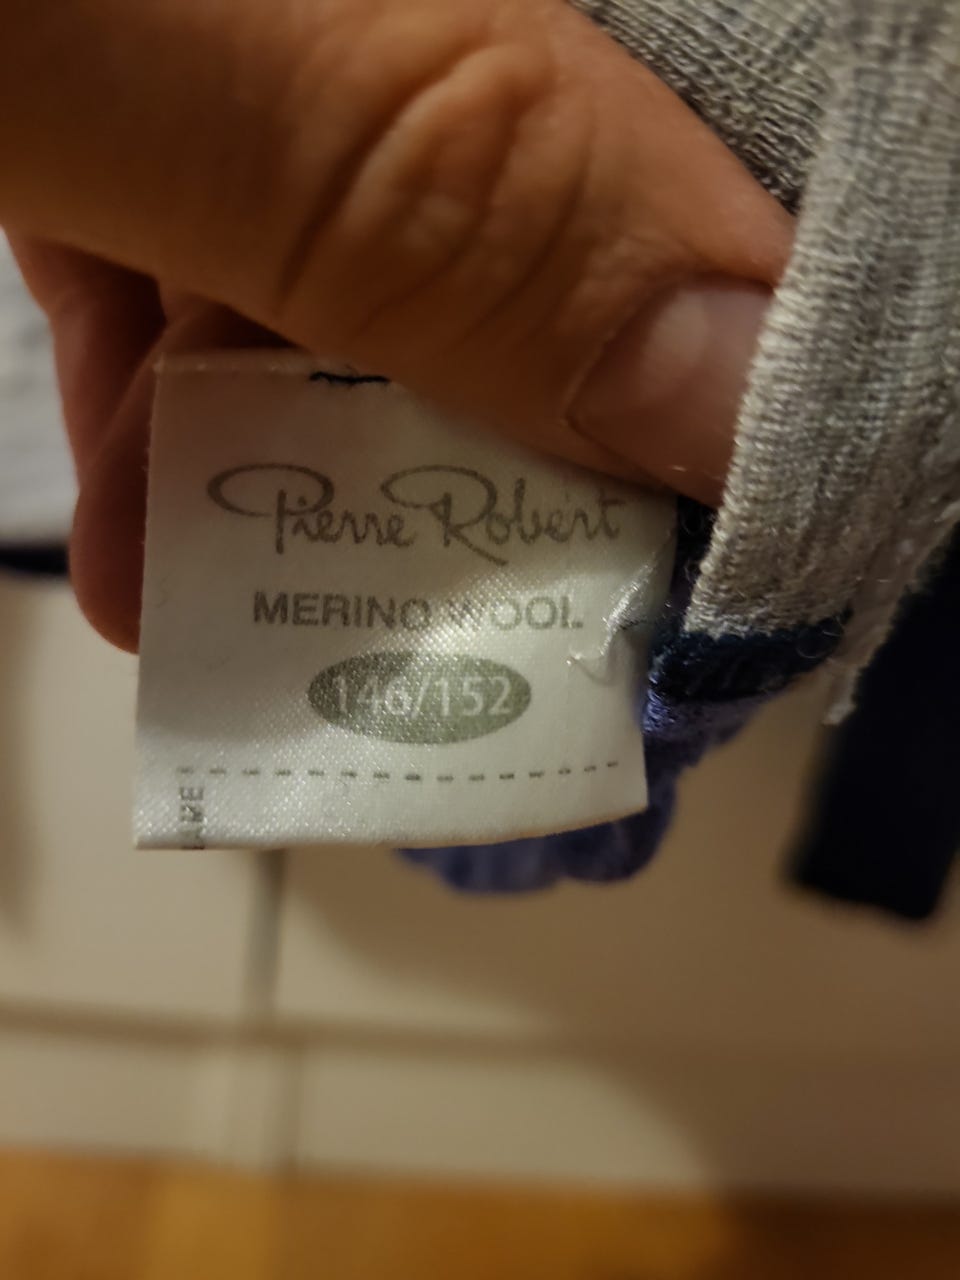 Pierre Robert
MERINO WOOL
146/152